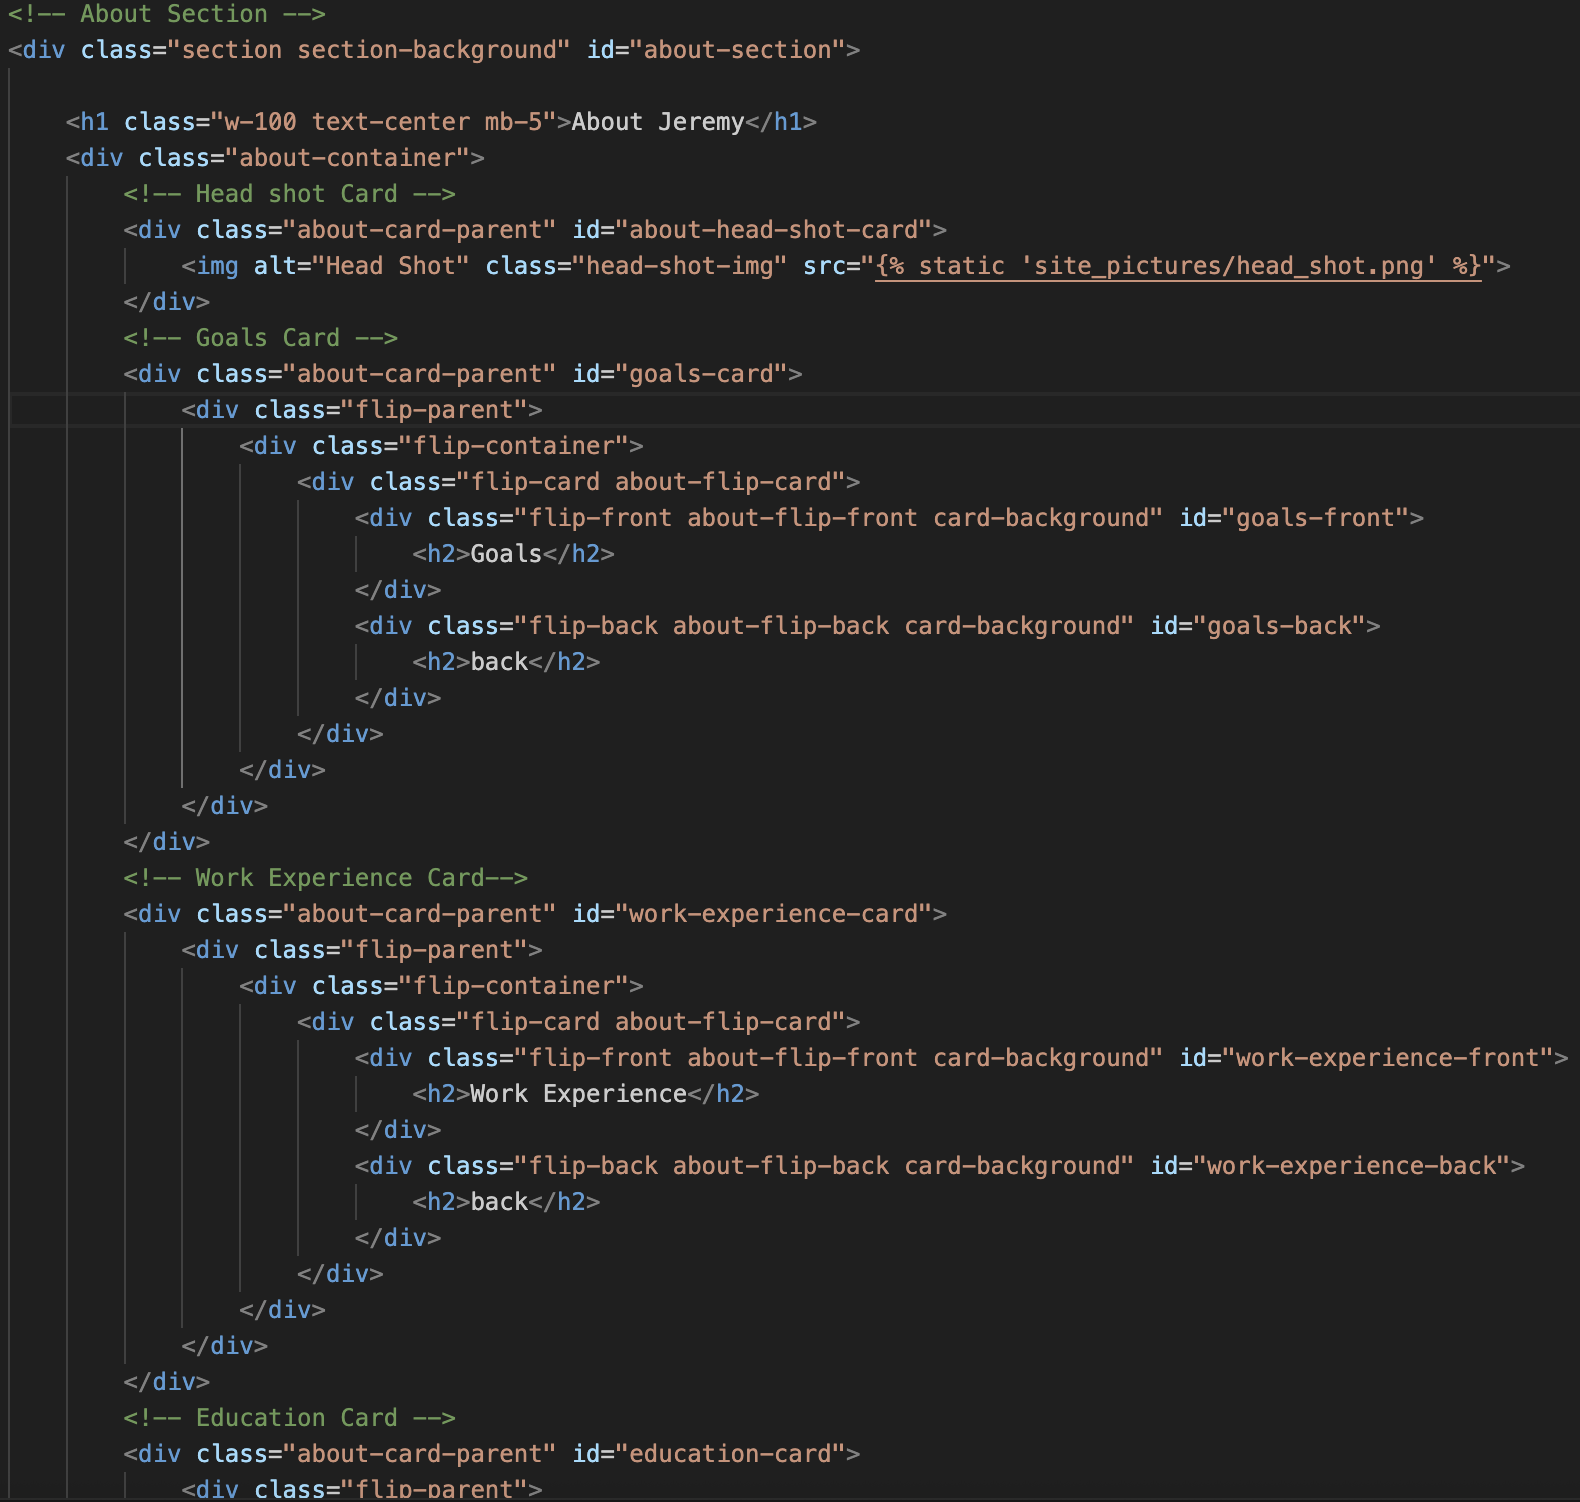 <!-- About Section -->
<div class="section section-background" id="about-section">
<h1 class="w-100 text-center mb-5">About Jeremy</h1>
<div class="about-container">
<!-- Head shot Card -->
<div class="about-card-parent" id="about-head-shot-card">
<img alt="Head Shot" class="head-shot-img" src="{% static 'site_pictures/head_shot.png' %}">
</div>
<!-- Goals Card -->
<div class="about-card-parent" id="goals-card">
<div class="flip-parent">
<div class="flip-container">
<div class="flip-card about-flip-card">
<div class="flip-front about-flip-front card-background" id="goals-front">
<h2>Goals</h2>
</div>
<div class="flip-back about-flip-back card-background" id="goals-back">
<h2>back</h2>
</div>
</div>
</div>
</div>
</div>
<!-- Work Experience Card-->
<div class="about-card-parent" id="work-experience-card">
<div class="flip-parent">
<div class="flip-container">
<div class="flip-card about-flip-card">
<div class="flip-front about-flip-front card-background" id="work-experience-front">
<h2>Work Experience</h2>
</div>
<div class="flip-back about-flip-back card-background" id="work-experience-back">
<h2>back</h2>
</div>
</div>
</div>
</div>
</div>
<!-- Education Card -->
<div class="about-card-parent" id="education-card">
<div class="flip-parent">